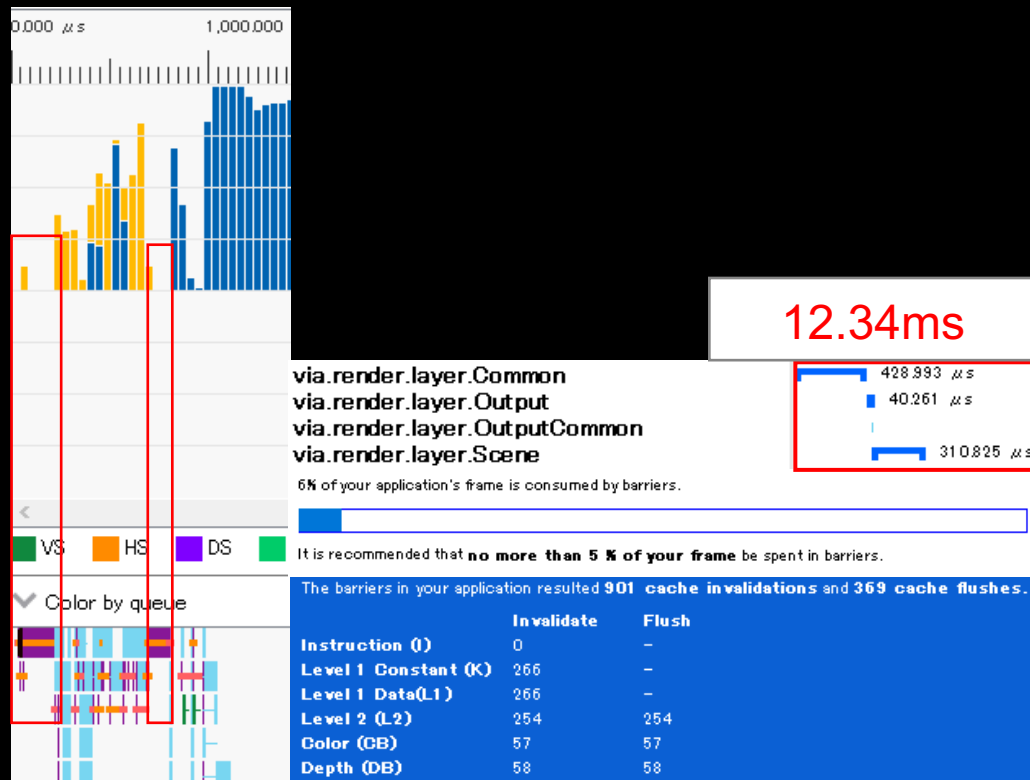 0.000 μs 1,000.000
12.34ms
via.render.layer.Common 428.993 μs
via.render.layer.Output 40.261 μs
via.render.layer.OutputCommon
via.render.layer.Scene 310.825 μs
6% of your application's frame is consumed by barriers.
It is recommended that no more than 5 % of your frame be spent in barriers.
VS HS DS
Color by queue
The barriers in your application resulted 901 cache invalidations and 369 cache flushes.
Invalidate Flush
Instruction (I) 0 –
Level 1 Constant (K) 266 –
Level 1 Data(L1) 266 –
Level 2 (L2) 254 254
Color (CB) 57 57
Depth (DB) 58 58